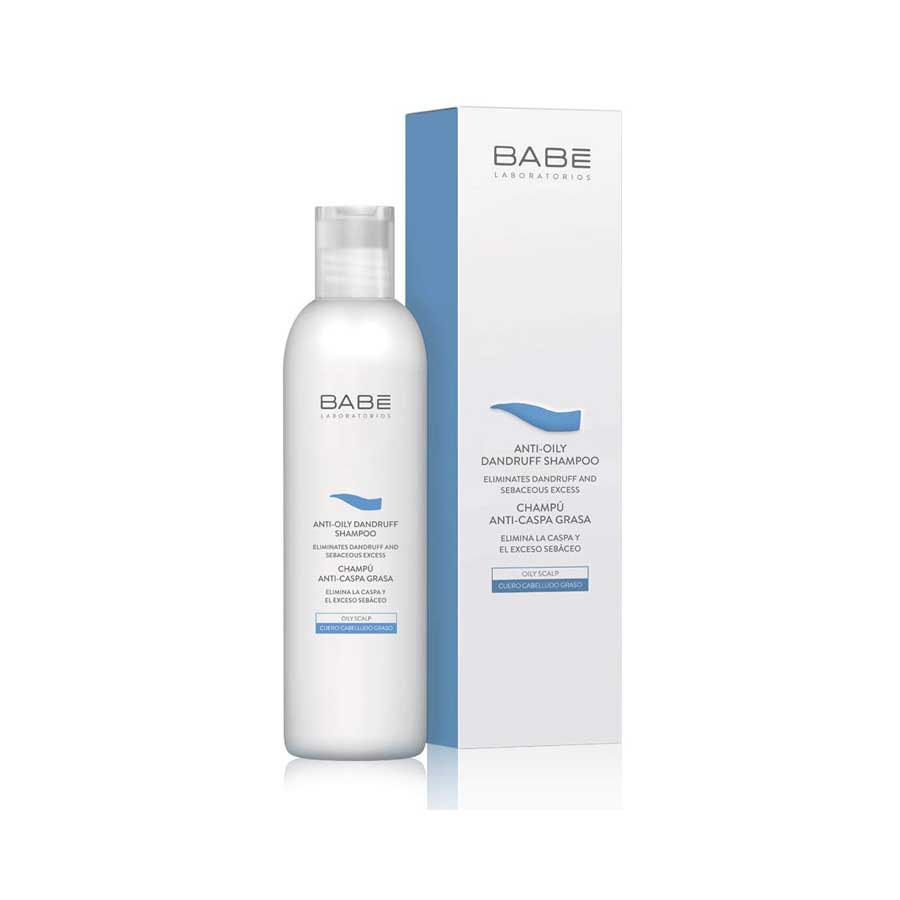 BABĒ
LABORATORIOS
ANTI-OILY DANDRUFF
SHAMPOO
ELIMINATES DANDRUFF AND
SEBACEOUS EXCESS
CHAMPÚ
ANTI-CASPA GRASA
ELIMINA LA CASPA Y
EL EXCESO SEBÁCEO
OILY SCALP
CUERO CABELLUDO GRASO
BABĒ
LABORATORIOS
ANTI-OILY
DANDRUFF SHAMPOO
ELIMINATES DANDRUFF AND
SEBACEOUS EXCESS
CHAMPÚ
ANTI-CASPA GRASA
ELIMINA LA CASPA Y
EL EXCESO SEBÁCEO
OILY SCALP
CUERO CABELLUDO GRASO